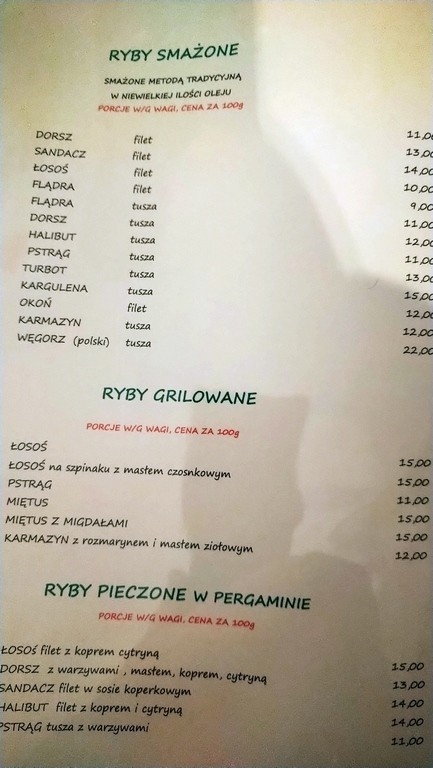 RYBY SMAŻONE
SMAŻONE METODĄ TRADYCYJNĄ
W NIEWIELKIEJ ILOŚCI OLEJU
PORCJE W/G WAGI, CENA ZA 100g
DORSZ filet 11,00
SANDACZ filet 13,00
ŁOSOŚ filet 14,00
FLĄDRA filet 10,00
FLĄDRA tusza 9,00
DORSZ tusza 11,00
HALIBUT tusza 12,00
PSTRĄG tusza 11,00
TURBOT tusza 13,00
KARGULENA tusza 15,00
OKOŃ filet 12,00
KARMAZYN tusza 12,00
WĘGORZ (polski) tusza 22,00
RYBY GRILOWANE
PORCJE W/G WAGI, CENA ZA 100g
ŁOSOŚ 15,00
ŁOSOŚ na szpinaku z masłem czosnkowym 15,00
PSTRĄG 11,00
MIĘTUS 15,00
MIĘTUS Z MIGDAŁAMI 15,00
KARMAZYN z rozmarynem i masłem ziołowym 12,00
RYBY PIECZONE W PERGAMINIE
PORCJE W/G WAGI, CENA ZA 100g
ŁOSOŚ filet z koprem cytryną 15,00
DORSZ z warzywami , masłem, koprem, cytryną 13,00
SANDACZ filet w sosie koperkowym 14,00
HALIBUT filet z koprem i cytryną 14,00
PSTRĄG tusza z warzywami 11,00